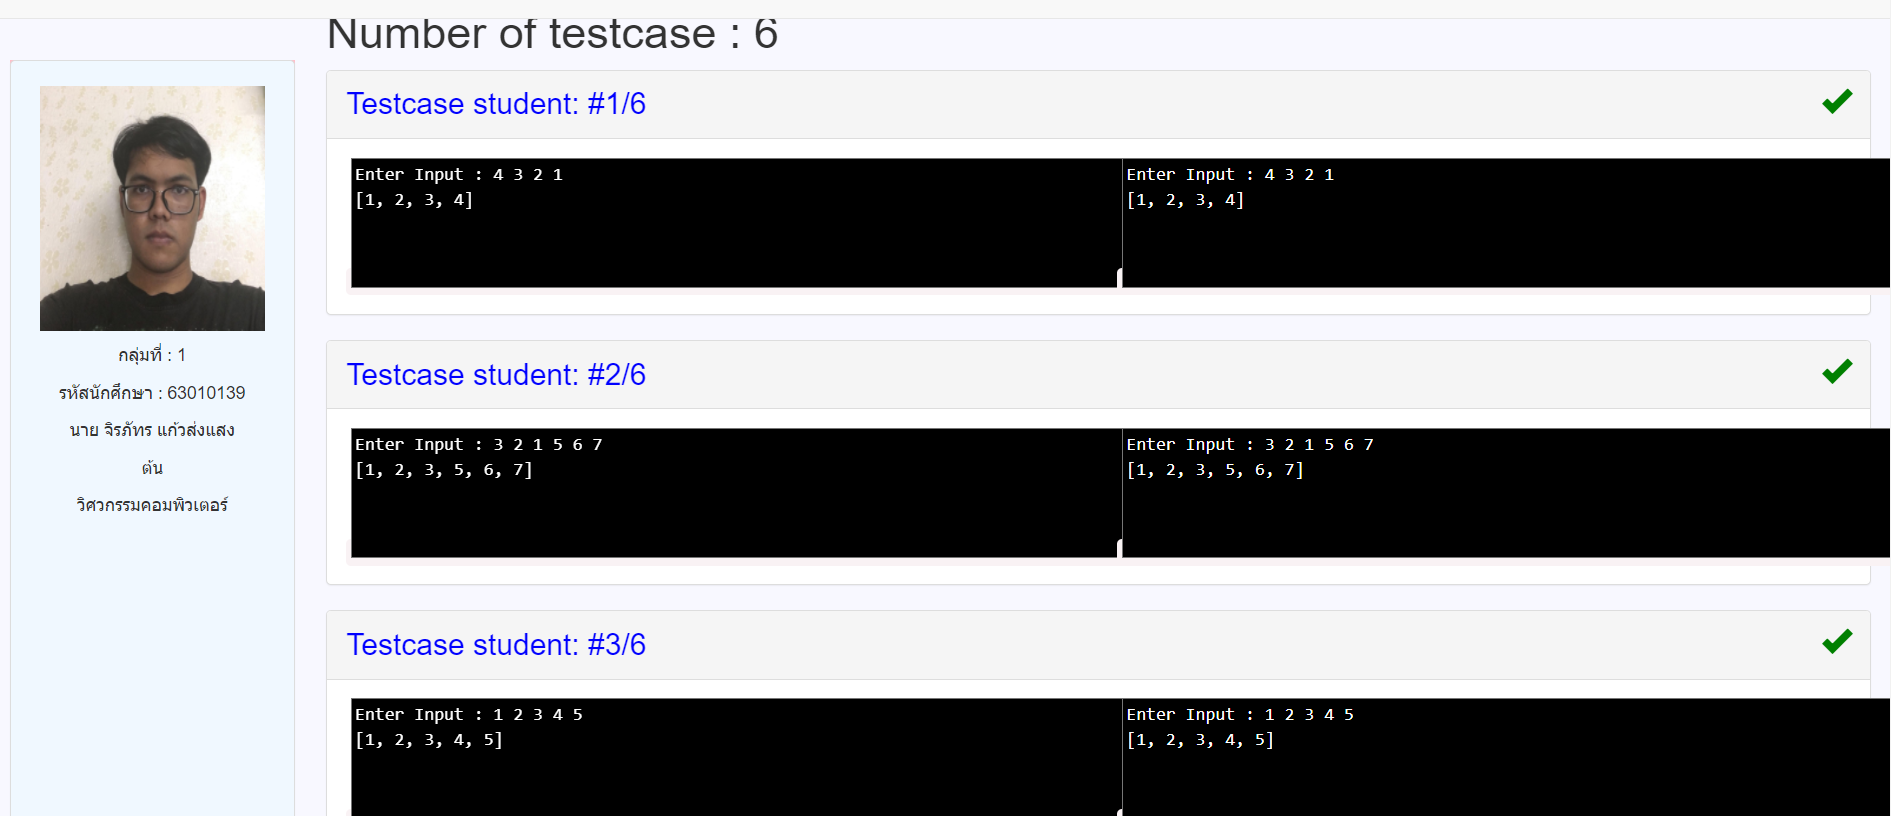 Number of testcase : 6
กลุ่มที่ : 1
รหัสนักศึกษา : 63010139
นาย จิรภัทร แก้วส่งแสง
ต้น
วิศวกรรมคอมพิวเตอร์
Testcase student: #1/6
Enter Input : 4 3 2 1
[1, 2, 3, 4]
Enter Input : 4 3 2 1
[1, 2, 3, 4]
Testcase student: #2/6
Enter Input : 3 2 1 5 6 7
[1, 2, 3, 5, 6, 7]
Enter Input : 3 2 1 5 6 7
[1, 2, 3, 5, 6, 7]
Testcase student: #3/6
Enter Input : 1 2 3 4 5
[1, 2, 3, 4, 5]
Enter Input : 1 2 3 4 5
[1, 2, 3, 4, 5]